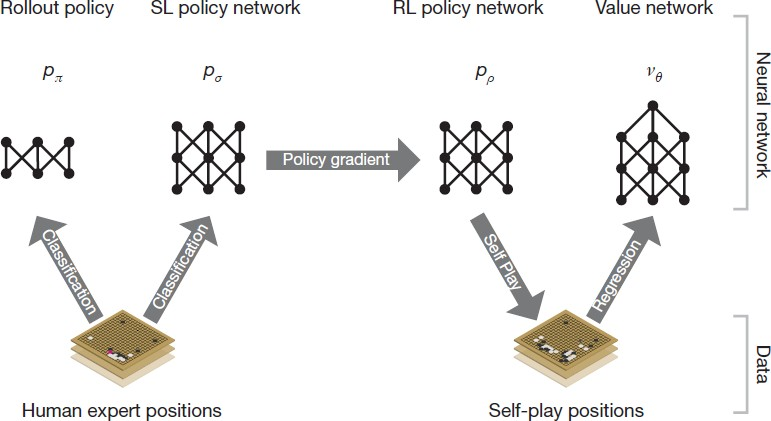 Rollout policy
SL policy network
RL policy network
Value network
pπ
pσ
pρ
νθ
Neural network
Policy gradient
Classification
Classification
Self Play
Regression
Data
Human expert positions
Self-play positions